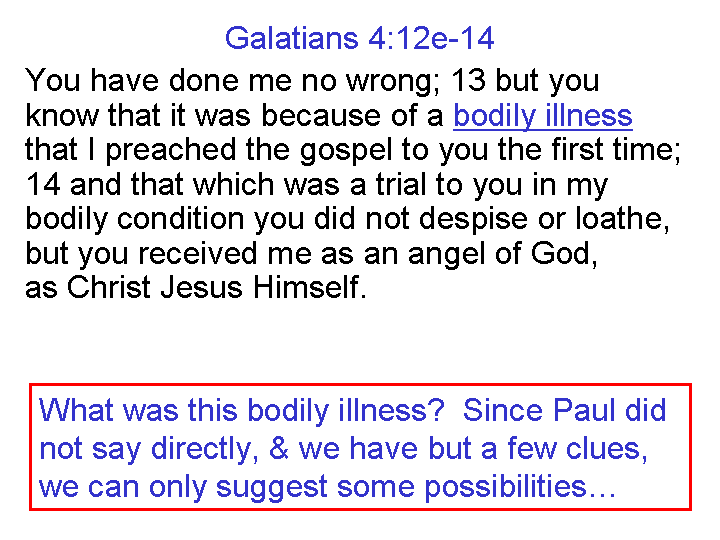 Galatians 4:12e-14
You have done me no wrong; 13 but you
know that it was because of a bodily illness
that I preached the gospel to you the first time;
14 and that which was a trial to you in my
bodily condition you did not despise or loathe,
but you received me as an angel of God,
as Christ Jesus Himself.
What was this bodily illness?  Since Paul did
not say directly, & we have but a few clues,
we can only suggest some possibilities…